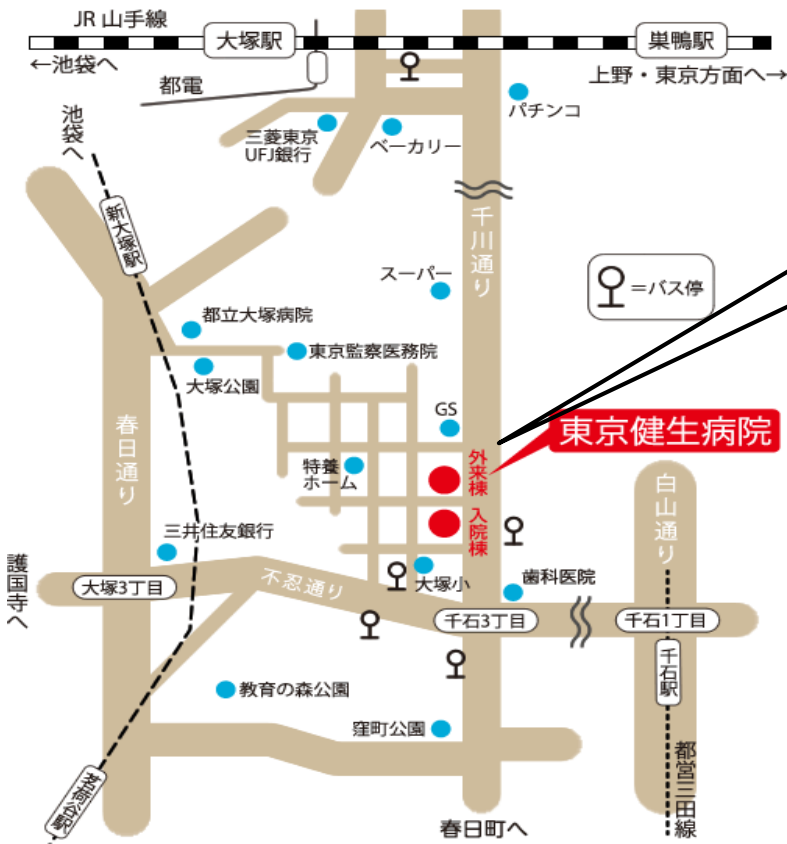 JR 山手線
大塚駅
巣鴨駅
←池袋へ
上野・東京方面へ→
都電
パチンコ
三菱東京
UFJ銀行
ベーカリー
池袋へ
新大塚駅
千川通り
スーパー
＝バス停
都立大塚病院
東京監察医務院
大塚公園
GS
東京健生病院
春日通り
特養
ホーム
外来棟
入院棟
白山通り
三井住友銀行
護国寺へ
大塚3丁目
不忍通り
大塚小
歯科医院
千石3丁目
千石1丁目
千石駅
教育の森公園
窪町公園
都営三田線
茗荷谷駅
春日町へ